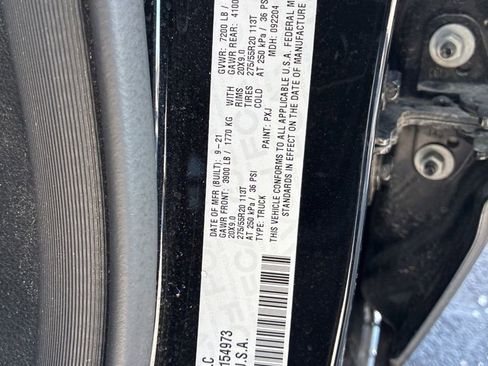 DATE OF MFR (BUILT): 9-21
GAWR FRONT: 3900 LB / 1770 KG
20X9.0
275/55R20 113T
AT 250 kPa / 36 PSI
TYPE: TRUCK
GVWR: 7200 LB /
GAWR REAR: 4100
WITH 20X9.0
RIMS 275/55R20 113T
TIRES AT 250 kPa / 36 PSI
COLD MDH: 092204
PAINT: PXJ
THIS VEHICLE CONFORMS TO ALL APPLICABLE U.S.A. FEDERAL M
STANDARDS IN EFFECT ON THE DATE OF MANUFACTURE
154973
U.S.A.